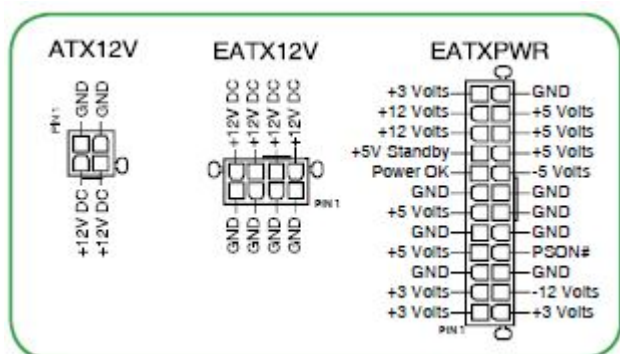 ATX12V EATX12V EATXPWR
PIN 1
GND
GND
+12V DC
+12V DC
+12V DC
+12V DC
+12V DC
+12V DC
GND
GND
GND
GND
PIN 1
+3 Volts GND
+12 Volts +5 Volts
+12 Volts +5 Volts
+5V Standby +5 Volts
Power OK -5 Volts
GND GND
+5 Volts GND
GND GND
+5 Volts PSON#
GND GND
+3 Volts -12 Volts
+3 Volts +3 Volts
PIN 1